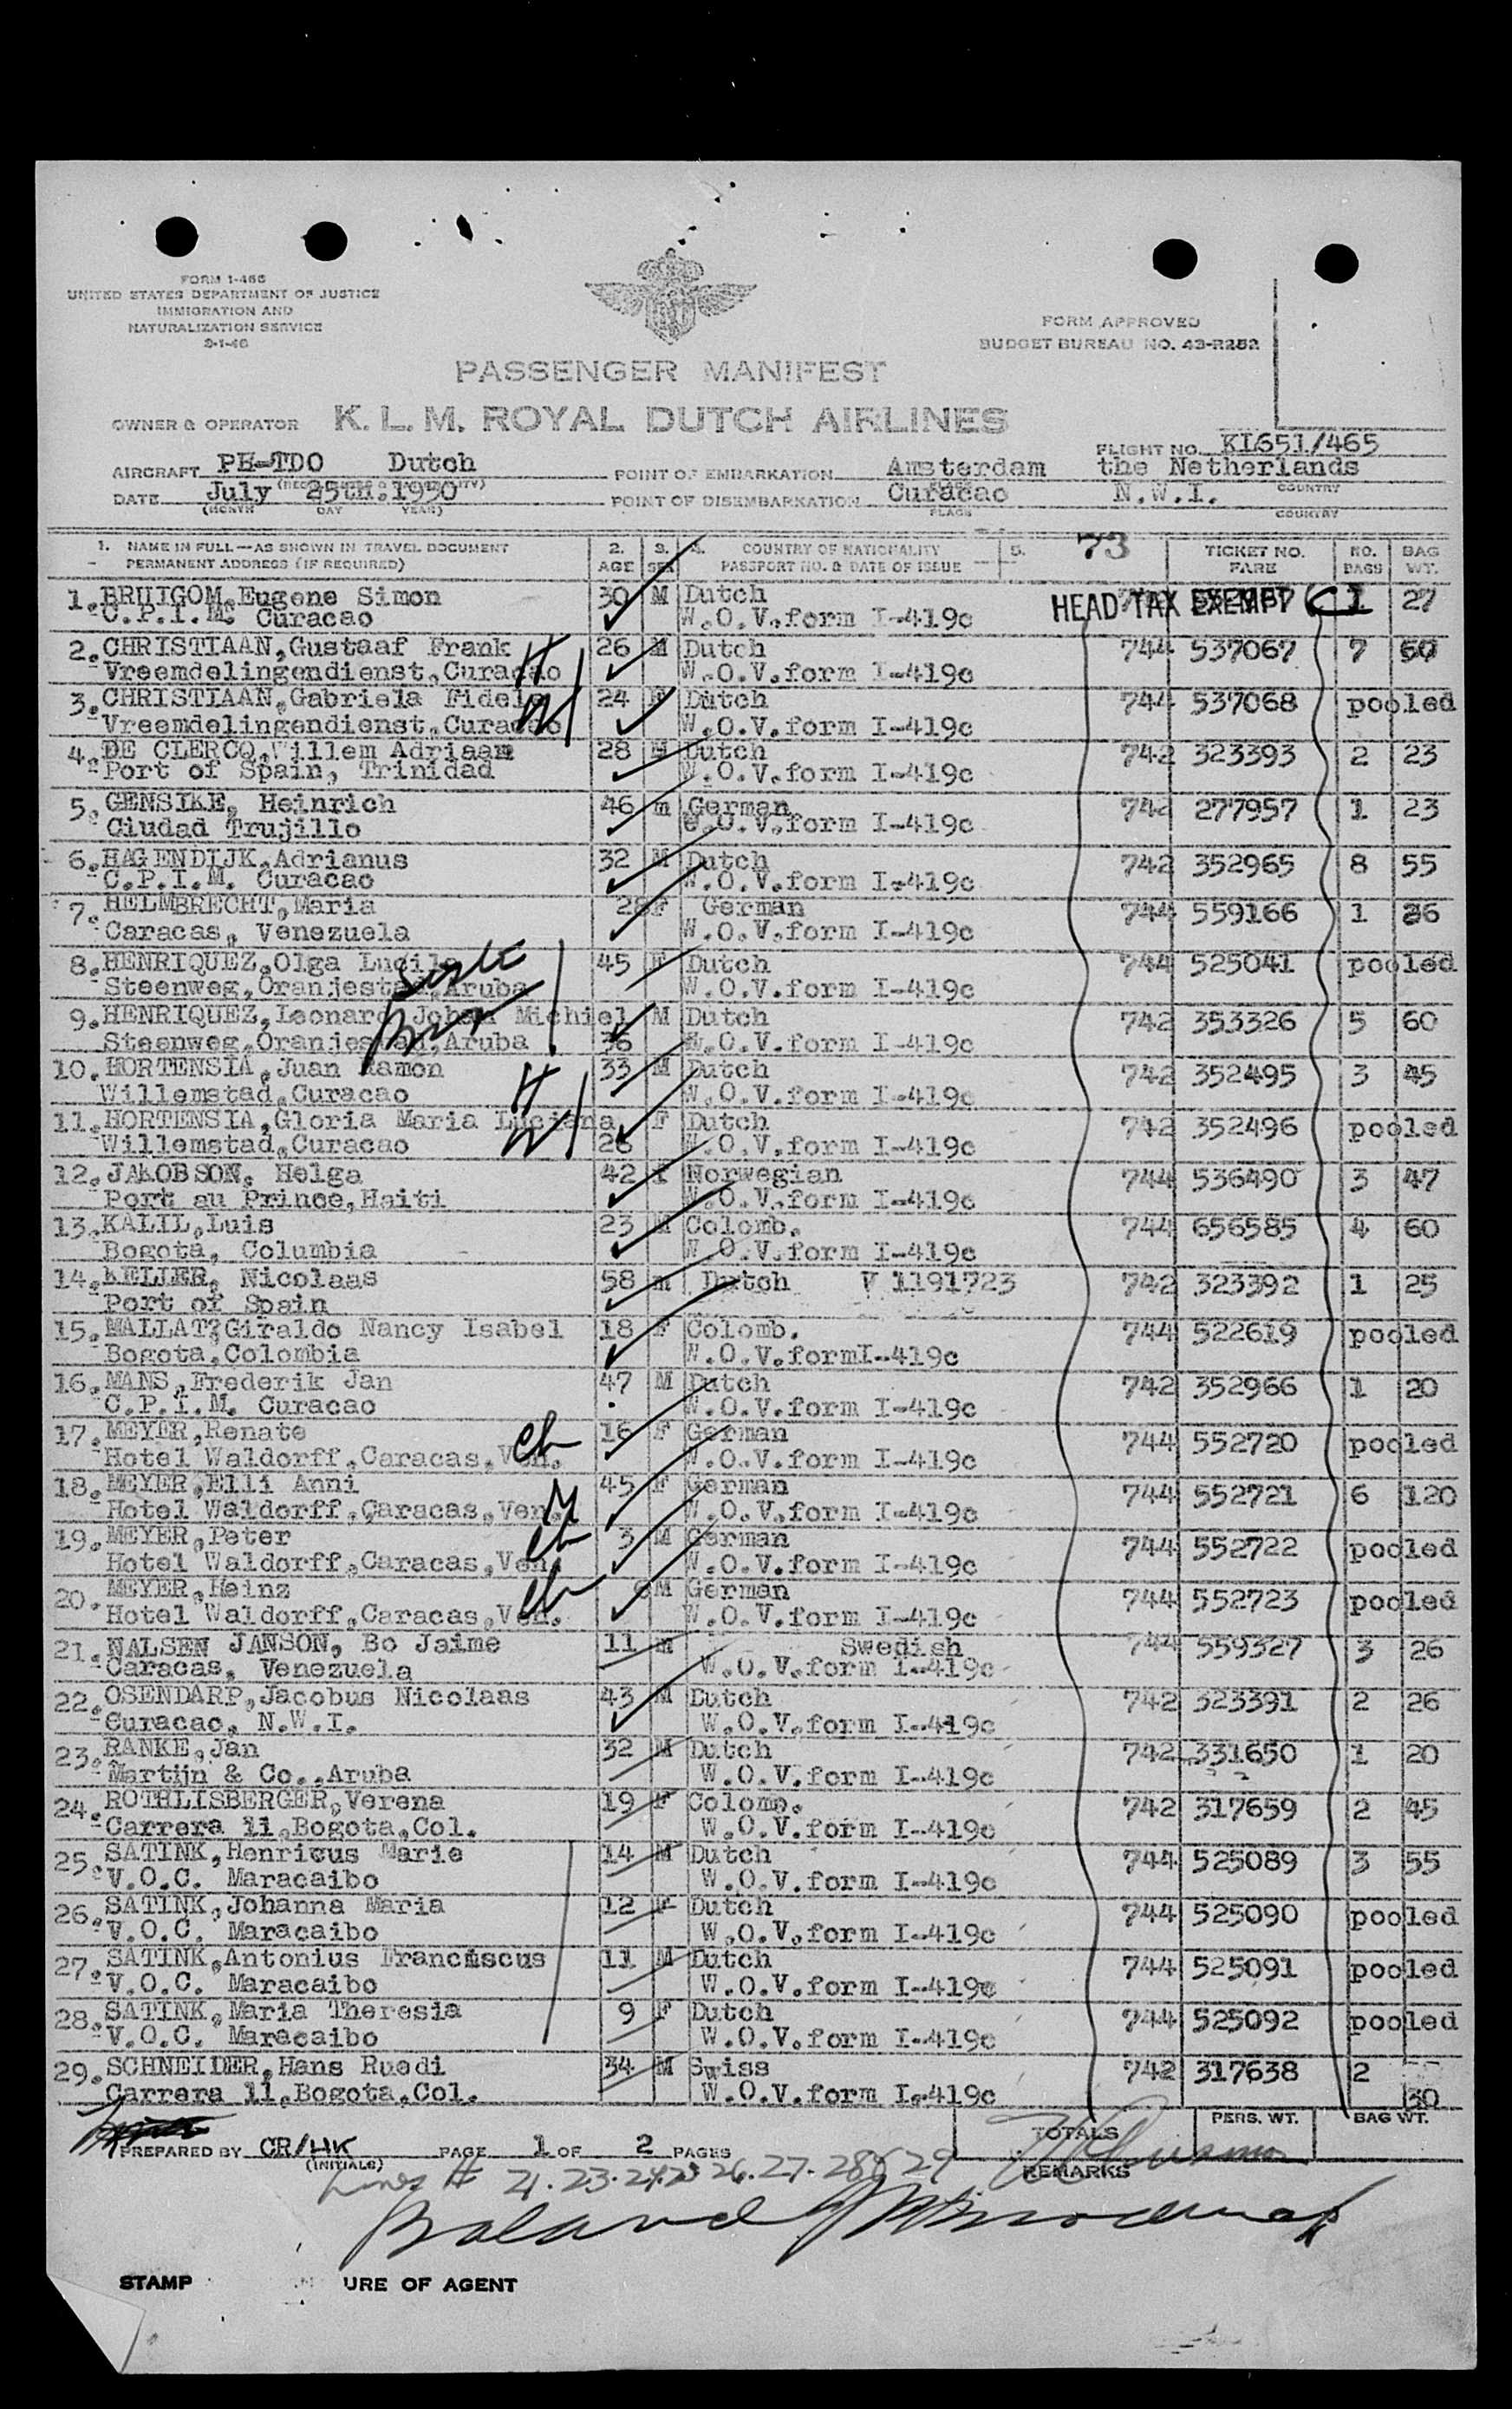 FORM I-466
UNITED STATES DEPARTMENT OF JUSTICE
IMMIGRATION AND
NATURALIZATION SERVICE
FORM APPROVED
BUDGET BUREAU NO. 43-R252
PASSENGER MANIFEST
OWNER & OPERATOR K. L. M. ROYAL DUTCH AIRLINES
FLIGHT NO. KL651/465
AIRCRAFT PH-TDO Dutch POINT OF EMBARKATION Amsterdam the Netherlands
COUNTRY
DATE July 25th.1950 POINT OF DISEMBARKATION Curacao N.W.I.
(MONTH DAY YEAR) PLACE COUNTRY
1. NAME IN FULL — AS SHOWN IN TRAVEL DOCUMENT 2. 3. 4. COUNTRY OF NATIONALITY 5. 73 TICKET NO. NO. BAG
PERMANENT ADDRESS (IF REQUIRED) AGE SEX PASSPORT NO. & DATE OF ISSUE FARE BAGS WT.
1. BRUIGOM,Eugene Simon 30 M Dutch HEAD TAX EXEMPT 1 27
C.P.I.M. Curacao W.O.V.form I-419c
2. CHRISTIAAN,Gustaaf Frank H 26 M Dutch 744 537067 7 60
Vreemdelingendienst,Curacao W.O.V.form I-419c
3. CHRISTIAAN,Gabriela Fidela W 24 F Dutch 744 537068 pooled
Vreemdelingendienst,Curacao W.O.V.form I-419c
4. DE CLERCQ,Willem Adriaan 28 M Dutch 742 323393 2 23
Port of Spain, Trinidad W.O.V.form I-419c
5. GENSIKE, Heinrich 46 m German 742 277957 1 23
Ciudad Trujillo W.O.V.form I-419c
6. HAGENDIJK,Adrianus 32 M Dutch 742 352965 8 55
C.P.I.M. Curacao W.O.V.form I-419c
7. HELMBRECHT,Maria 28 F German 744 559166 1 36
Caracas, Venezuela W.O.V.form I-419c
8. HENRIQUEZ,Olga Lucila 45 F Dutch 744 525041 pooled
Steenweg,Oranjestad,Aruba W.O.V.form I-419c
9. HENRIQUEZ,Leonard Johan Michiel M Dutch 742 353326 5 60
Steenweg,Oranjestad,Aruba 36 W.O.V.form I-419c
10. HORTENSIA,Juan Ramon H 33 M Dutch 742 352495 3 45
Willemstad,Curacao W.O.V.form I-419c
11. HORTENSIA,Gloria Maria Luciana F Dutch 742 352496 pooled
Willemstad,Curacao W 26 W.O.V.form I-419c
12. JAKOBSON, Helga 42 f Norwegian 744 536490 3 47
Port au Prince,Haiti W.O.V.form I-419c
13. KALIL,Luis 23 M Colomb. 744 656585 4 60
Bogota, Columbia W.O.V.form I-419c
14. KELLER, Nicolaas 58 m Dutch V 1191723 742 323392 1 25
Port of Spain
15. MALLAT?Giraldo Nancy Isabel 18 F Colomb. 744 522619 pooled
Bogota,Colombia W.O.V.formI-419c
16. MANS,Frederik Jan 47 M Dutch 742 352966 1 20
C.P.I.M. Curacao W.O.V.form I-419c
17. MEYER,Renate Ch 16 F German 744 552720 pooled
Hotel Waldorff,Caracas,Ven. W.O.V.form I-419c
18. MEYER,Elli Anni 45 F German 744 552721 6 120
Hotel Waldorff,Caracas,Ven. M W.O.V.form I-419c
19. MEYER,Peter Ch 3 M German 744 552722 pooled
Hotel Waldorff,Caracas,Ven. W.O.V.form I-419c
20. MEYER,Heinz Ch M German 744 552723 pooled
Hotel Waldorff,Caracas,Ven. W.O.V.form I-419c
21. NALSEN JANSON, Bo Jaime 11 m Swedish 744 559327 3 26
Caracas, Venezuela W.O.V.form I-419c
22. OSENDARP,Jacobus Nicolaas 43 M Dutch 742 323391 2 26
Curacao, N.W.I. W.O.V.form I-419c
23. RANKE,Jan 32 M Dutch 742 331650 1 20
Martijn & Co.,Aruba W.O.V.form I-419c
24. ROTHLISBERGER,Verena 19 F Colomb. 742 317659 2 45
Carrera 11,Bogota,Col. W.O.V.form I-419c
25. SATINK,Henricus Marie 14 M Dutch 744 525089 3 55
V.O.C. Maracaibo W.O.V.form I-419c
26. SATINK,Johanna Maria 12 F Dutch 744 525090 pooled
V.O.C. Maracaibo W.O.V.form I-419c
27. SATINK,Antonius Franciscus 11 M Dutch 744 525091 pooled
V.O.C. Maracaibo W.O.V.form I-419c
28. SATINK,Maria Theresia 9 F Dutch 744 525092 pooled
V.O.C. Maracaibo W.O.V.form I-419c
29. SCHNEIDER,Hans Ruedi 34 M Swiss 742 317638 2
Carrera 11,Bogota,Col. W.O.V.form I-419c 30
TOTALS PERS. WT. BAG WT.
PREPARED BY CR/HK PAGE 1 OF 2 PAGES
(INITIALS) REMARKS
Lines # 21.23.24.25 26.27.28 & 29
STAMP URE OF AGENT